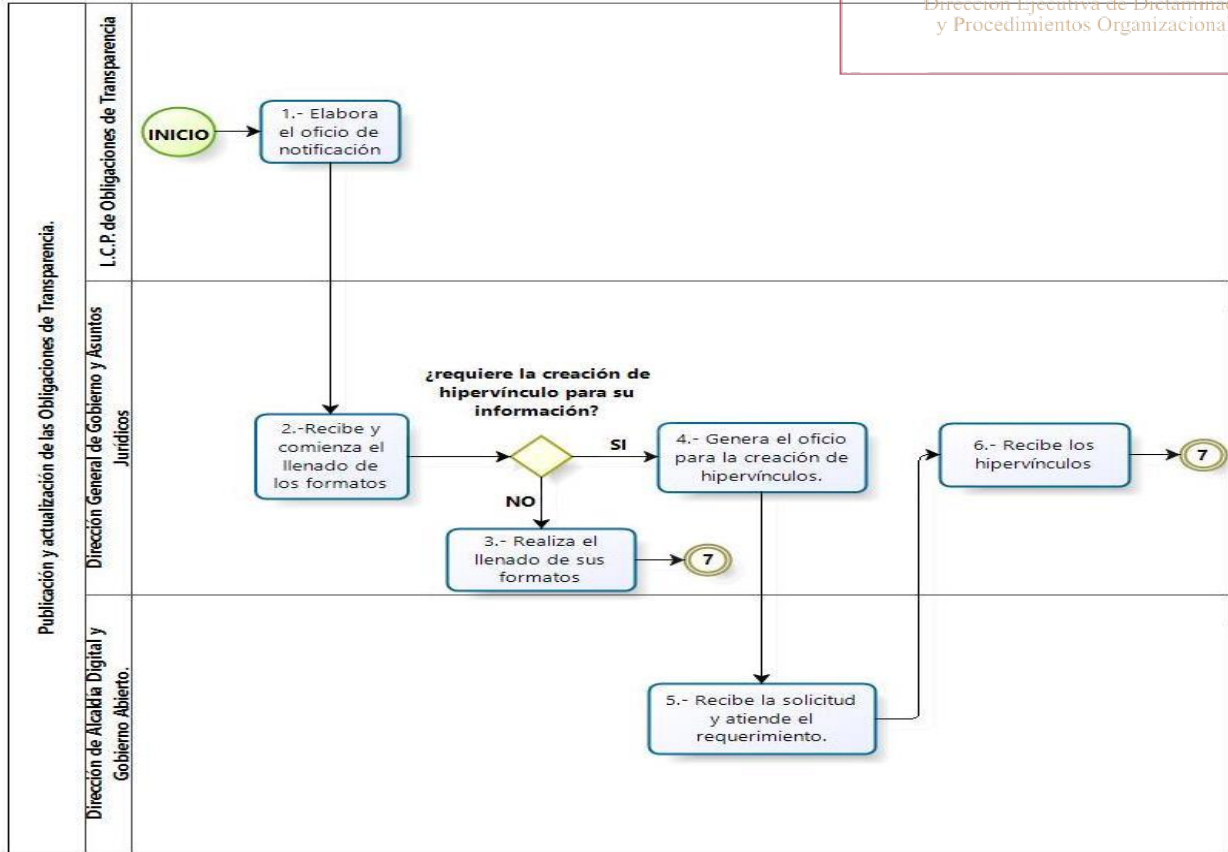 Dirección Ejecutiva de
y Procedimientos
Publicación y actualización de las Obligaciones de Transparencia.
L.C.P. de Obligaciones de Transparencia
INICIO
1.- Elabora
el oficio de
notificación
Dirección General de Gobierno y Asuntos
Jurídicos
2.-Recibe y
comienza el
llenado de
los formatos
¿requiere la creación de
hipervínculo para su
información?
SI
NO
3.- Realiza el
llenado de sus
formatos
7
4.- Genera el oficio
para la creación de
hipervínculos.
6.- Recibe los
hipervínculos
7
Dirección de Alcaldía Digital y
Gobierno Abierto.
5.- Recibe la solicitud
y atiende el
requerimiento.